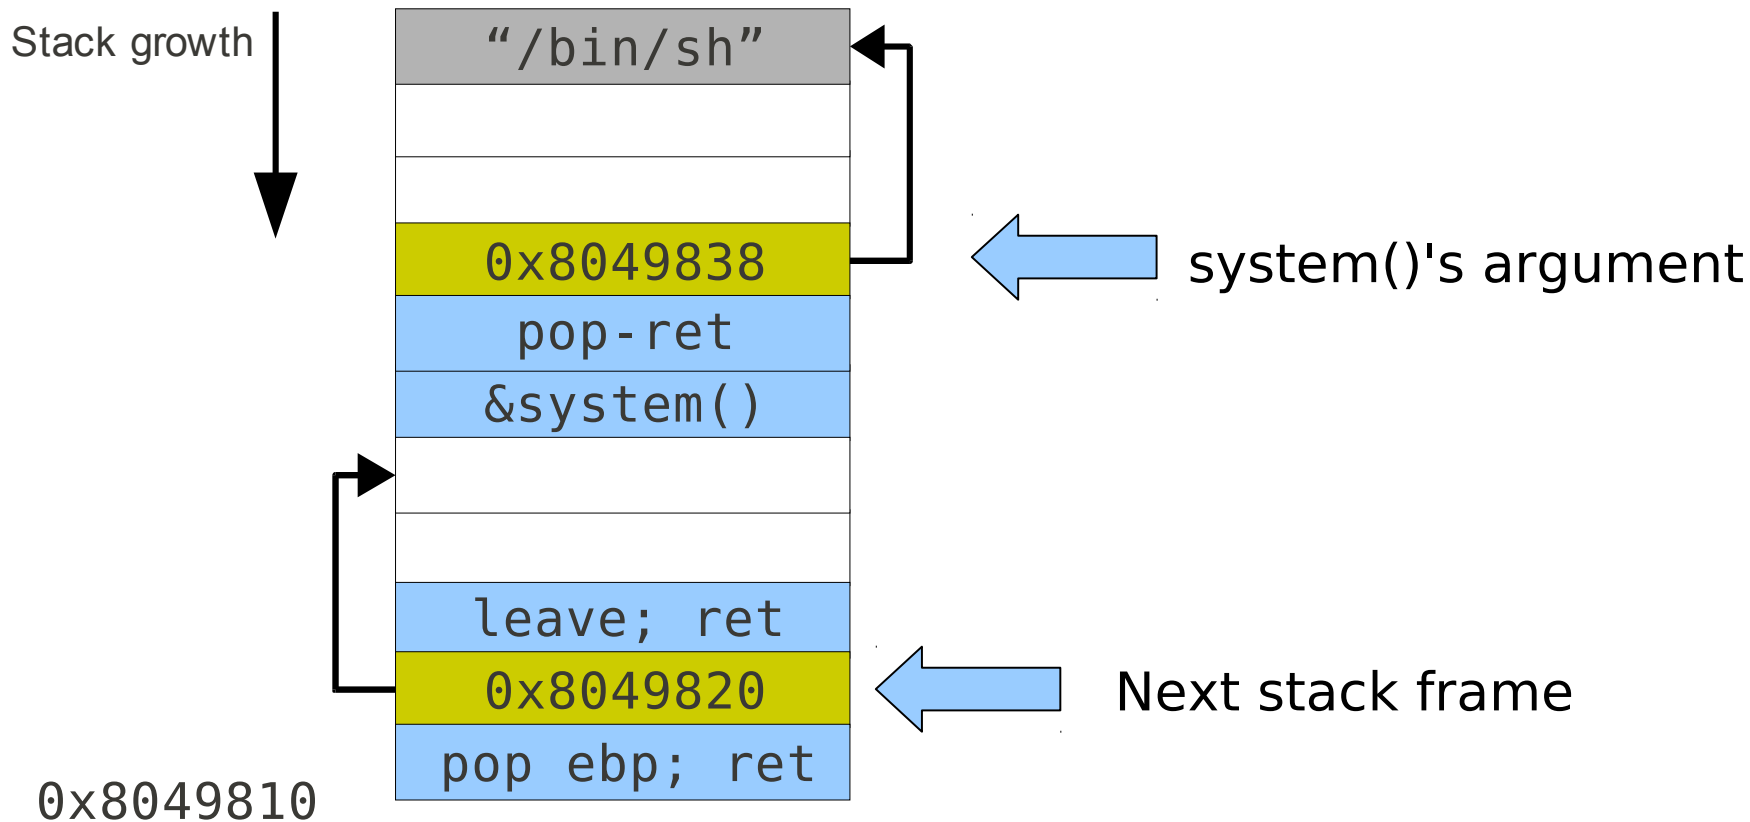 Stack growth
“/bin/sh”
0x8049838
system()'s argument
pop-ret
&system()
leave; ret
0x8049820
Next stack frame
pop ebp; ret
0x8049810